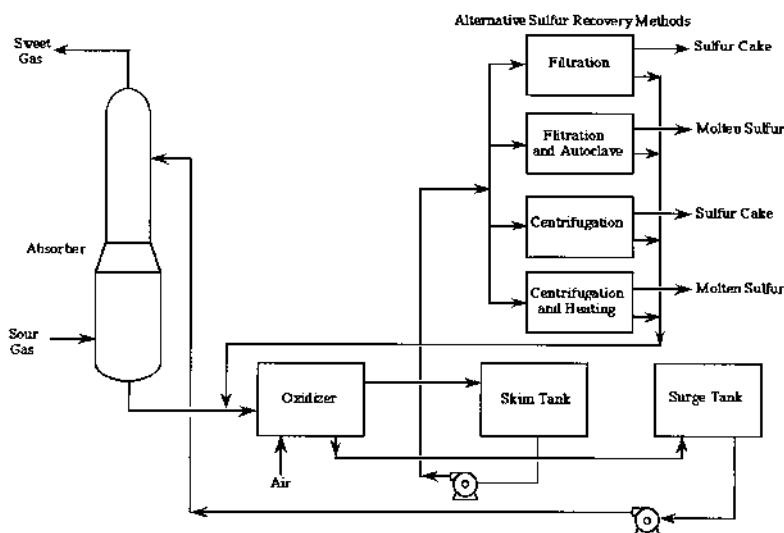 Alternative Sulfur Recovery Methods
Sweet
Gas
Filtration
Sulfur Cake
Flitration
and Autoclave
Molten Sulfur
Centrifugation
Sulfur Cake
Absorber
Centrifugation
and Heating
Molten Sulfur
Sour
Gas
Oxidizer
Skim Tank
Surge Tank
Air